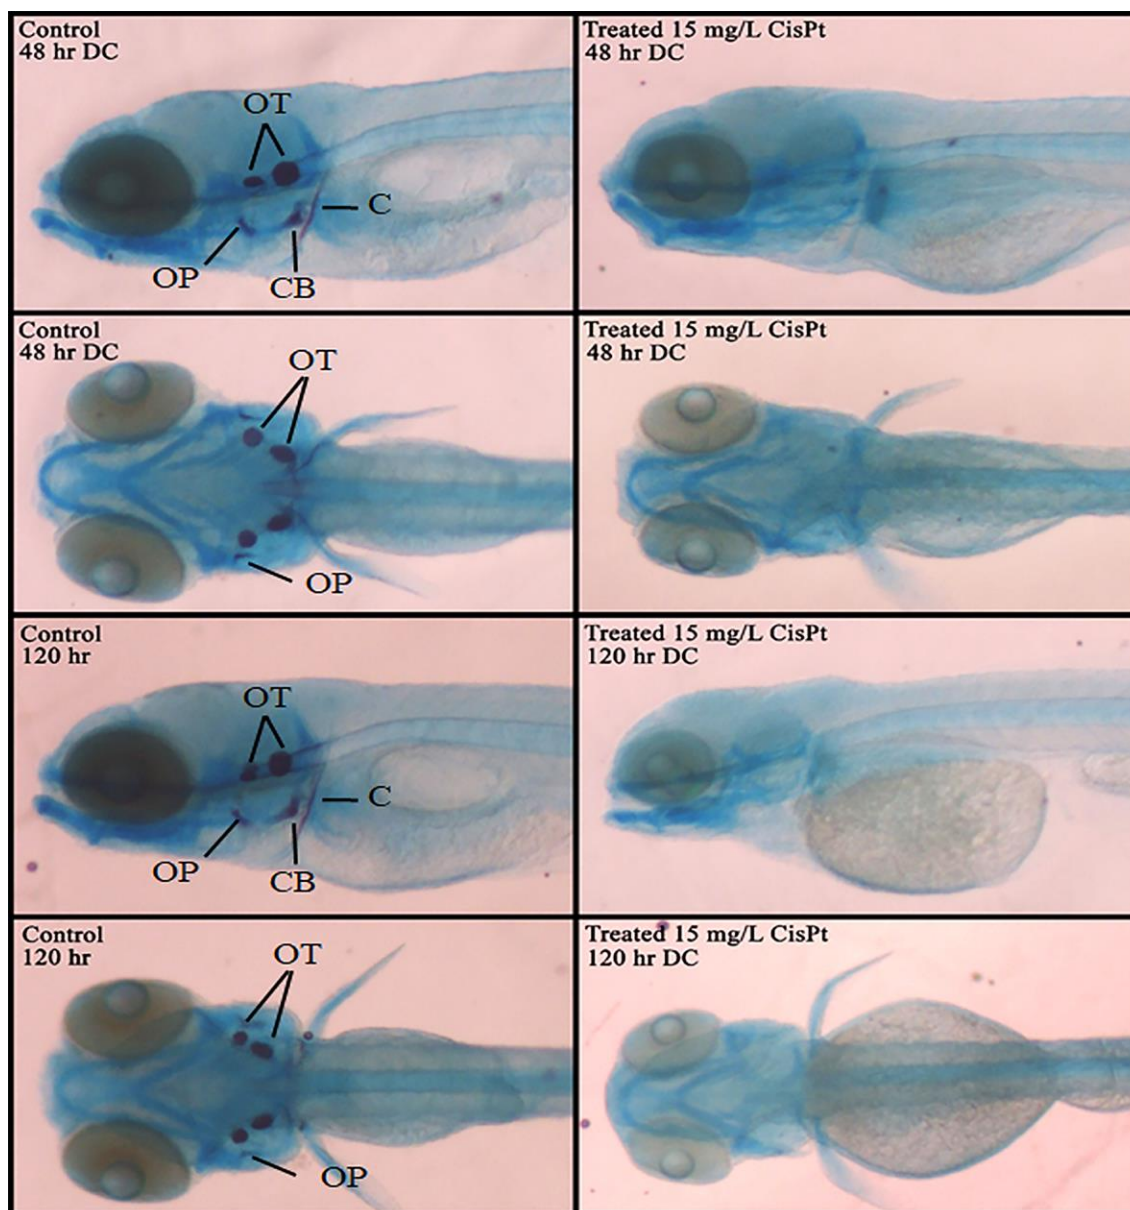 Control
48 hr DC
OT
C
OP
CB
Treated 15 mg/L CisPt
48 hr DC
Control
48 hr DC
OT
OP
Treated 15 mg/L CisPt
48 hr DC
Control
120 hr
OT
C
OP
CB
Treated 15 mg/L CisPt
120 hr DC
Control
120 hr
OT
OP
Treated 15 mg/L CisPt
120 hr DC